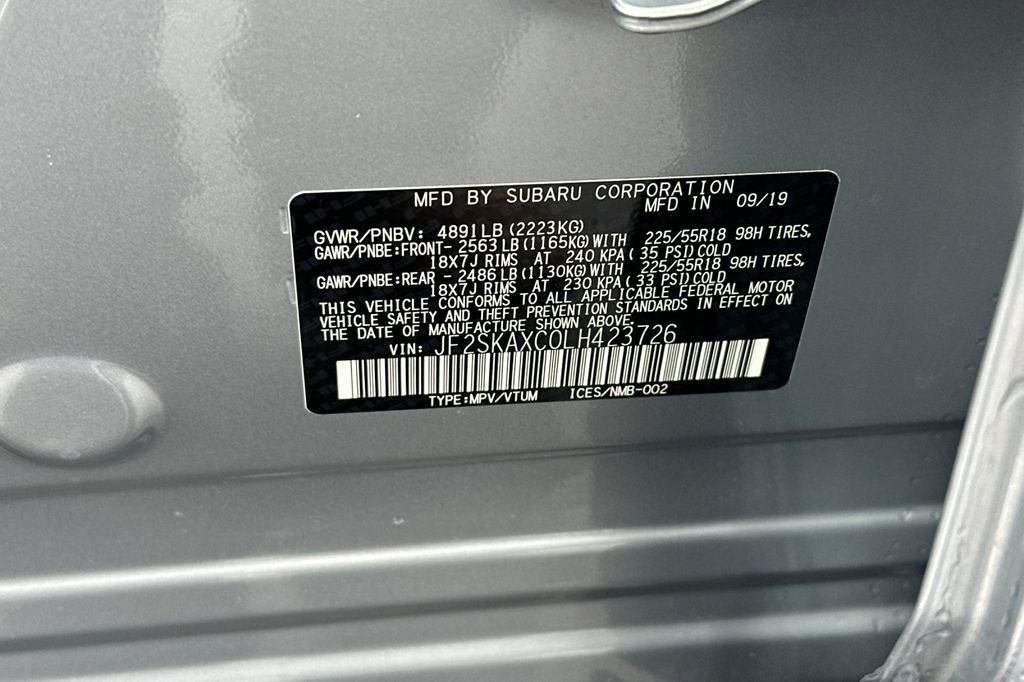 MFD BY SUBARU CORPORATION
MFD IN 09/19
GVWR/PNBV: 4891LB(2223KG)
GAWR/PNBE:FRONT- 2563LB(1165KG)WITH 225/55R18 98H TIRES,
18X7J RIMS AT 240 KPA( 35 PSI)COLD
GAWR/PNBE:REAR - 2486LB(1130KG)WITH 225/55R18 98H TIRES,
18X7J RIMS AT 230 KPA( 33 PSI)COLD
THIS VEHICLE CONFORMS TO ALL APPLICABLE FEDERAL MOTOR
VEHICLE SAFETY AND THEFT PREVENTION STANDARDS IN EFFECT ON
THE DATE OF MANUFACTURE SHOWN ABOVE.
VIN: JF2SKAXC0LH423726
TYPE:MPV/VTUM ICES/NMB-002